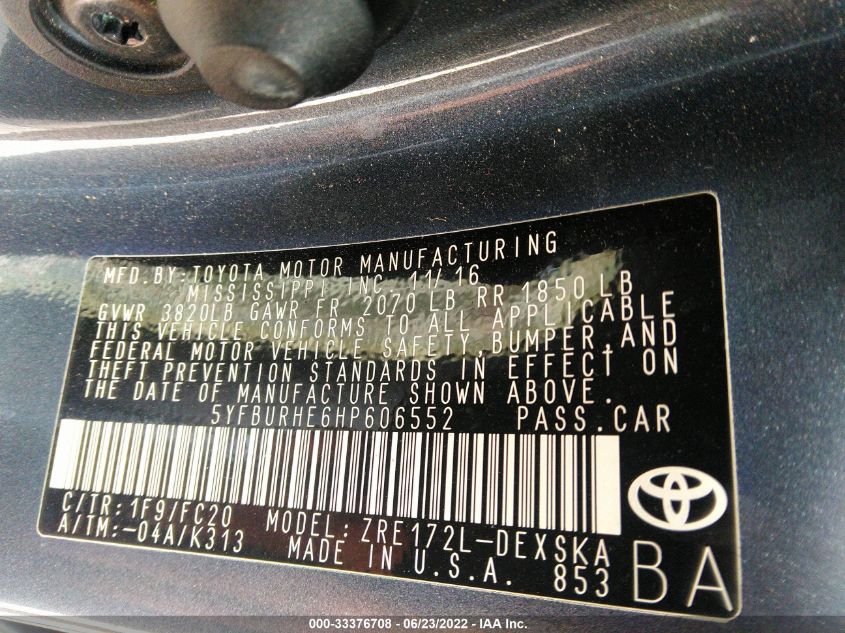 MFD.BY:TOYOTA MOTOR MANUFACTURING
MISSISSIPPI, INC. 11/16
GVWR 3820LB GAWR FR 2070 LB RR 1850 LB
THIS VEHICLE CONFORMS TO ALL APPLICABLE
FEDERAL MOTOR VEHICLE SAFETY,BUMPER,AND
THEFT PREVENTION STANDARDS IN EFFECT ON
THE DATE OF MANUFACTURE SHOWN ABOVE.
5YFBURHE6HP606552 PASS.CAR
C/TR:1F9/FC20 MODEL:ZRE172L-DEXSKA
A/TM:-04A/K313 MADE IN U.S.A. 853
BA
000-33376708 - 06/23/2022 - IAA Inc.